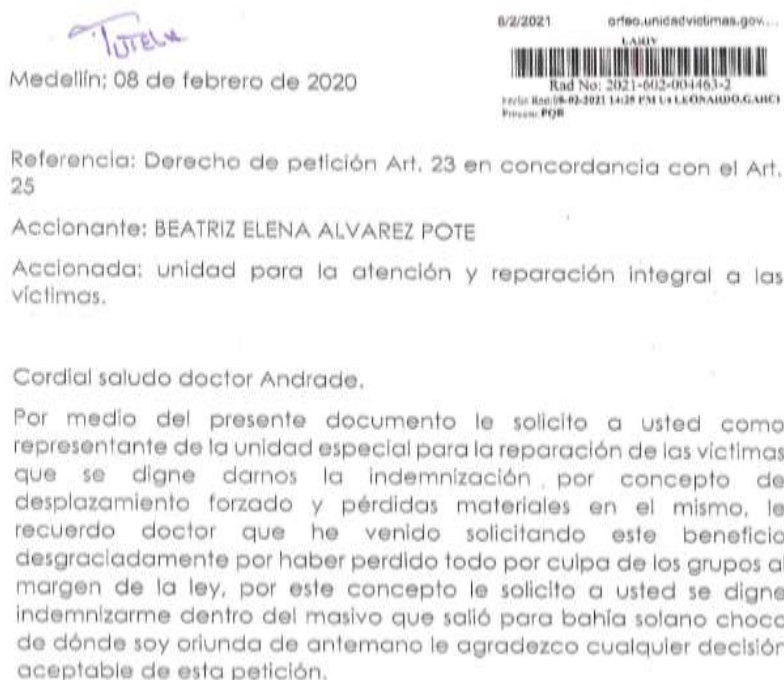 TUTELA
8/2/2021 orfeo.unidadvictimas.gov....
LARIV
Rad No: 2021-602-004463-2
Medellín; 08 de febrero de 2020
Referencia: Derecho de petición Art. 23 en concordancia con el Art.
25
Accionante: BEATRIZ ELENA ALVAREZ POTE
Accionada: unidad para la atención y reparación integral a las
víctimas.
Cordial saludo doctor Andrade.
Por medio del presente documento le solicito a usted como
representante de la unidad especial para la reparación de las víctimas
que se digne darnos la indemnización por concepto de
desplazamiento forzado y pérdidas materiales en el mismo, le
recuerdo doctor que he venido solicitando este beneficio
desgraciadamente por haber perdido todo por culpa de los grupos al
margen de la ley, por este concepto le solicito a usted se digne
indemnizarme dentro del masivo que salió para bahía solano choco
de dónde soy oriunda de antemano le agradezco cualquier decisión
aceptable de esta petición.